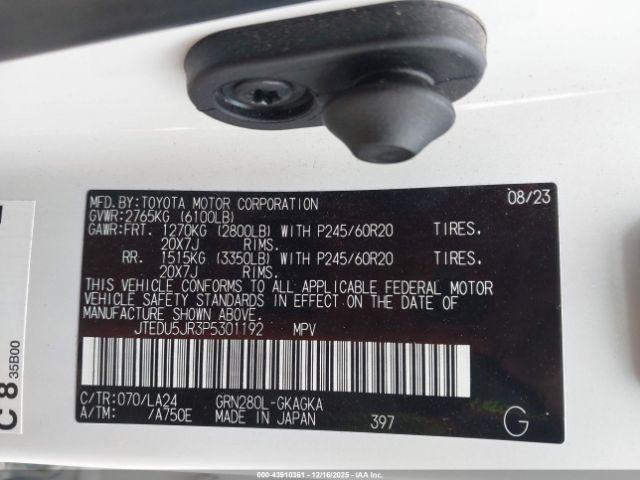 MFD.BY:TOYOTA MOTOR CORPORATION 08/23
GVWR:2765KG (6100LB)
GAWR:FRT. 1270KG (2800LB) WITH P245/60R20 TIRES.
20X7J RIMS.
RR. 1515KG (3350LB) WITH P245/60R20 TIRES.
20X7J RIMS.
THIS VEHICLE CONFORMS TO ALL APPLICABLE FEDERAL MOTOR
VEHICLE SAFETY STANDARDS IN EFFECT ON THE DATE OF
MANUFACTURE SHOWN ABOVE.
JTEDU5JR3P5301192 MPV
C/TR:070/LA24 GRN280L-GKAGKA
A/TM: /A750E MADE IN JAPAN 397 G
C 8 35B00
000-43910361 - 12/16/2025 - IAA Corp.